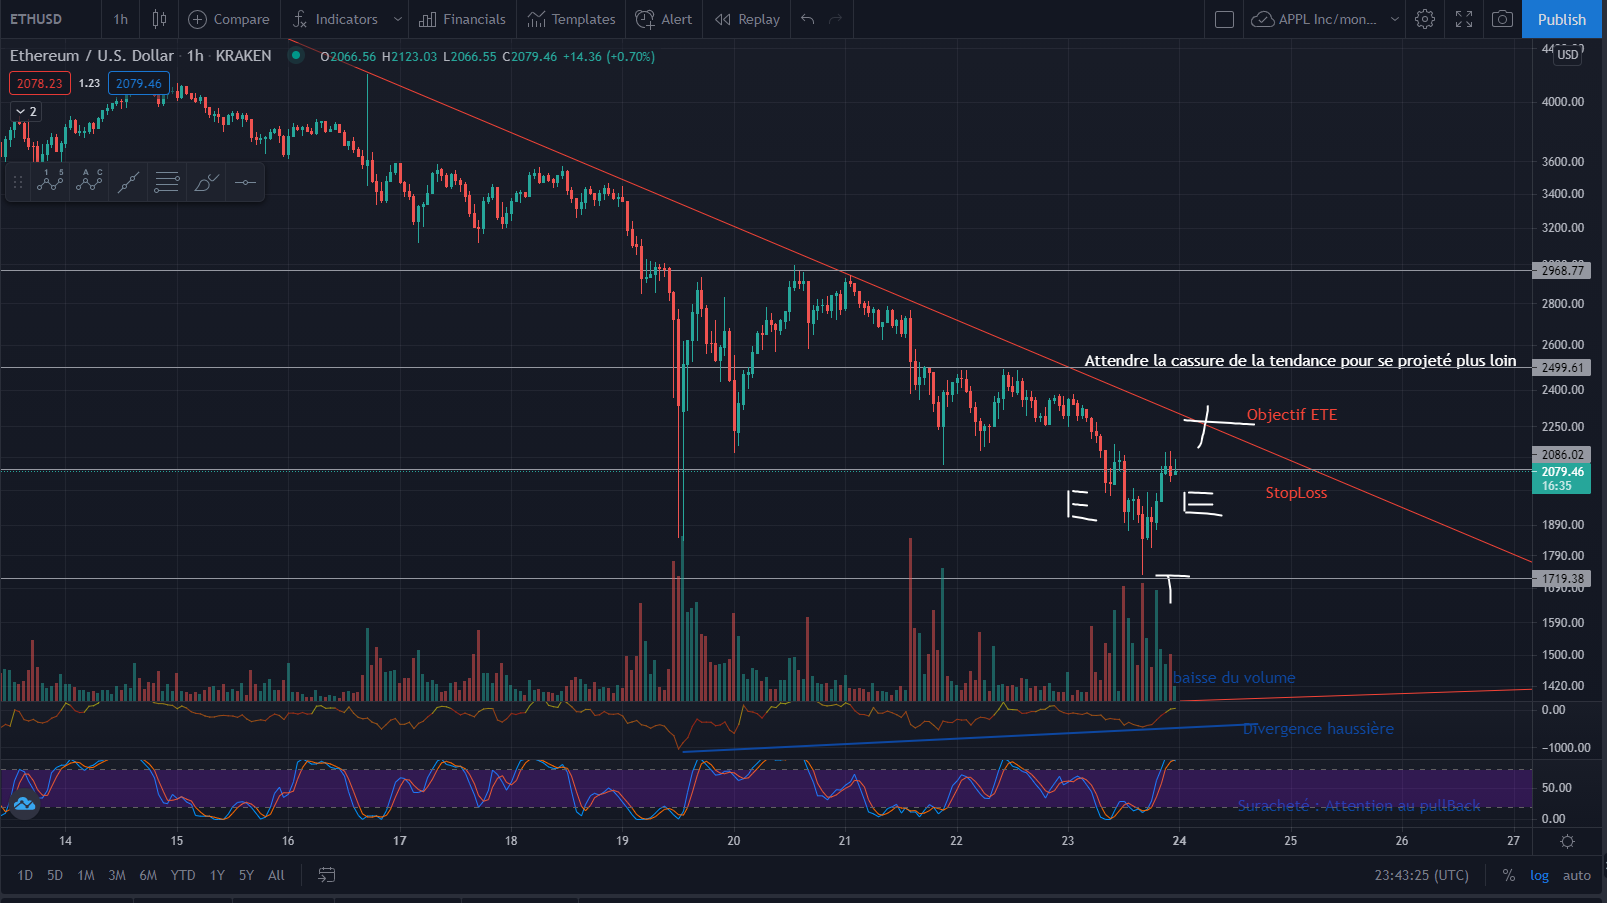 ETHUSD 1h Compare Indicators Financials Templates Alert Replay APPL Inc/mon... Publish
Ethereum / U.S. Dollar · 1h · KRAKEN O2066.56 H2123.03 L2066.55 C2079.46 +14.36 (+0.70%)
USD
2078.23 1.23 2079.46
2
4000.00
3600.00
1 5 A C
3400.00
3200.00
2968.77
2800.00
2600.00
Attendre la cassure de la tendance pour se projeté plus loin
2499.61
2400.00
Objectif ETE
2250.00
2086.02
2079.46
16:35
E E
StopLoss
1890.00
1790.00
1719.38
T
1690.00
1590.00
1500.00
baisse du volume
1420.00
0.00
Divergence haussière
−1000.00
50.00
Suracheté : Attention au pullBack
0.00
14 15 16 17 18 19 20 21 22 23 24 25 26 27
1D 5D 1M 3M 6M YTD 1Y 5Y All 23:43:25 (UTC) % log auto